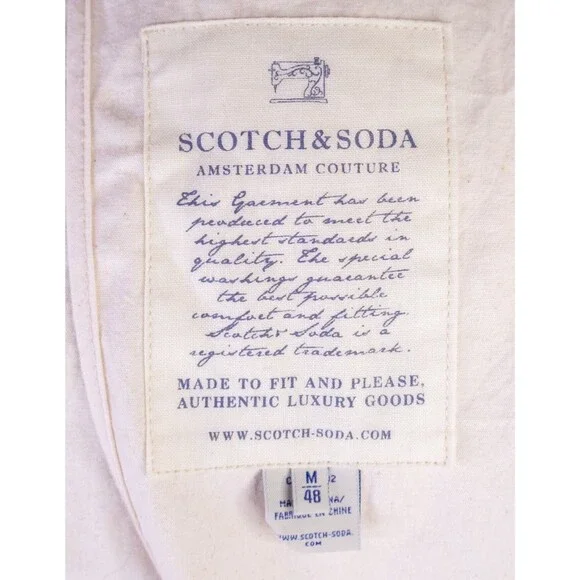 SCOTCH&SODA
AMSTERDAM COUTURE
This Garment has been
produced to meet the
highest standards in
quality. The special
washings guarantee
the best possible
comfort and fitting.
Scotch & Soda is a
registered trademark.
MADE TO FIT AND PLEASE,
AUTHENTIC LUXURY GOODS
WWW.SCOTCH-SODA.COM
M
48
EN CHINE
WWW.SCOTCH-SODA.
COM